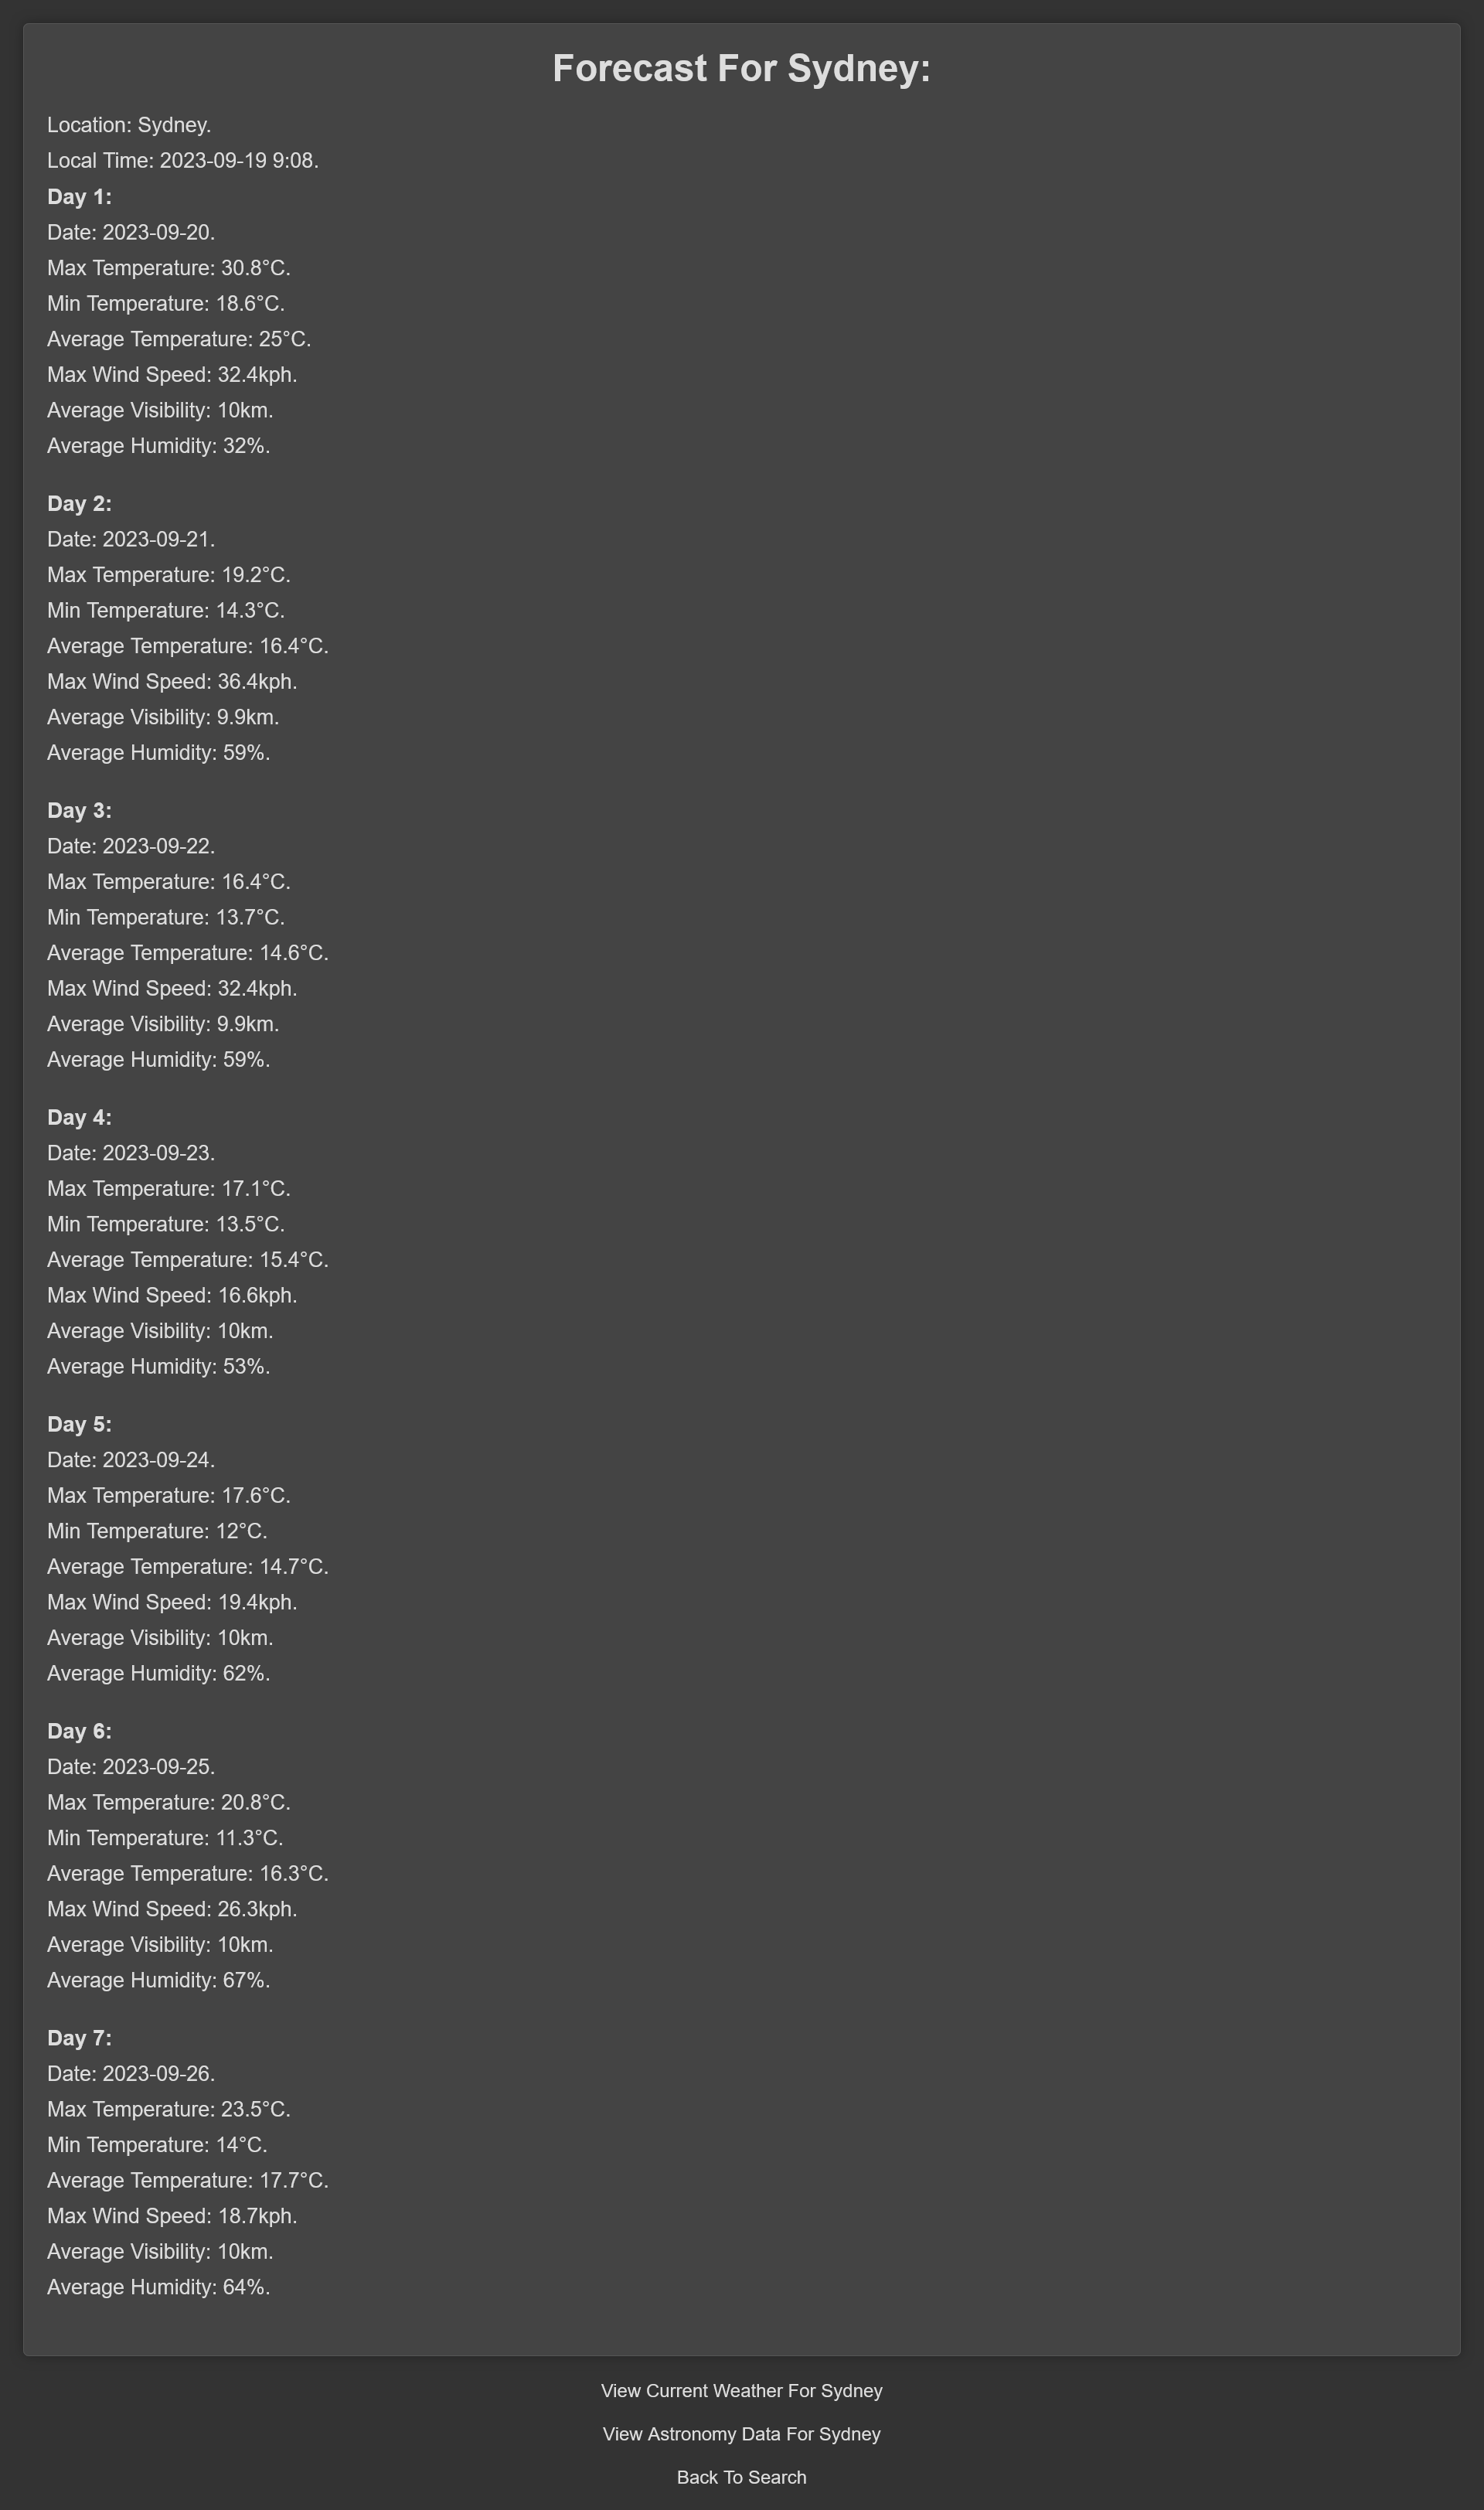 Forecast For Sydney:
Location: Sydney.
Local Time: 2023-09-19 9:08.
Day 1:
Date: 2023-09-20.
Max Temperature: 30.8°C.
Min Temperature: 18.6°C.
Average Temperature: 25°C.
Max Wind Speed: 32.4kph.
Average Visibility: 10km.
Average Humidity: 32%.
Day 2:
Date: 2023-09-21.
Max Temperature: 19.2°C.
Min Temperature: 14.3°C.
Average Temperature: 16.4°C.
Max Wind Speed: 36.4kph.
Average Visibility: 9.9km.
Average Humidity: 59%.
Day 3:
Date: 2023-09-22.
Max Temperature: 16.4°C.
Min Temperature: 13.7°C.
Average Temperature: 14.6°C.
Max Wind Speed: 32.4kph.
Average Visibility: 9.9km.
Average Humidity: 59%.
Day 4:
Date: 2023-09-23.
Max Temperature: 17.1°C.
Min Temperature: 13.5°C.
Average Temperature: 15.4°C.
Max Wind Speed: 16.6kph.
Average Visibility: 10km.
Average Humidity: 53%.
Day 5:
Date: 2023-09-24.
Max Temperature: 17.6°C.
Min Temperature: 12°C.
Average Temperature: 14.7°C.
Max Wind Speed: 19.4kph.
Average Visibility: 10km.
Average Humidity: 62%.
Day 6:
Date: 2023-09-25.
Max Temperature: 20.8°C.
Min Temperature: 11.3°C.
Average Temperature: 16.3°C.
Max Wind Speed: 26.3kph.
Average Visibility: 10km.
Average Humidity: 67%.
Day 7:
Date: 2023-09-26.
Max Temperature: 23.5°C.
Min Temperature: 14°C.
Average Temperature: 17.7°C.
Max Wind Speed: 18.7kph.
Average Visibility: 10km.
Average Humidity: 64%.
View Current Weather For Sydney
View Astronomy Data For Sydney
Back To Search